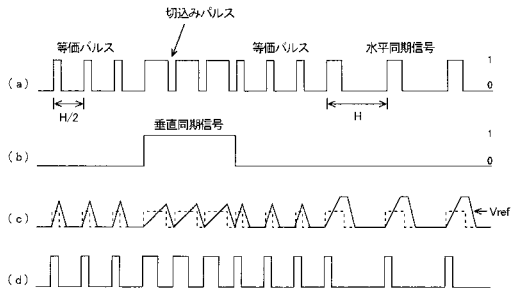 切込みパルス
等価パルス
等価パルス
水平同期信号
(a)
1
0
H/2
H
垂直同期信号
(b)
1
0
(c)
Vref
(d)